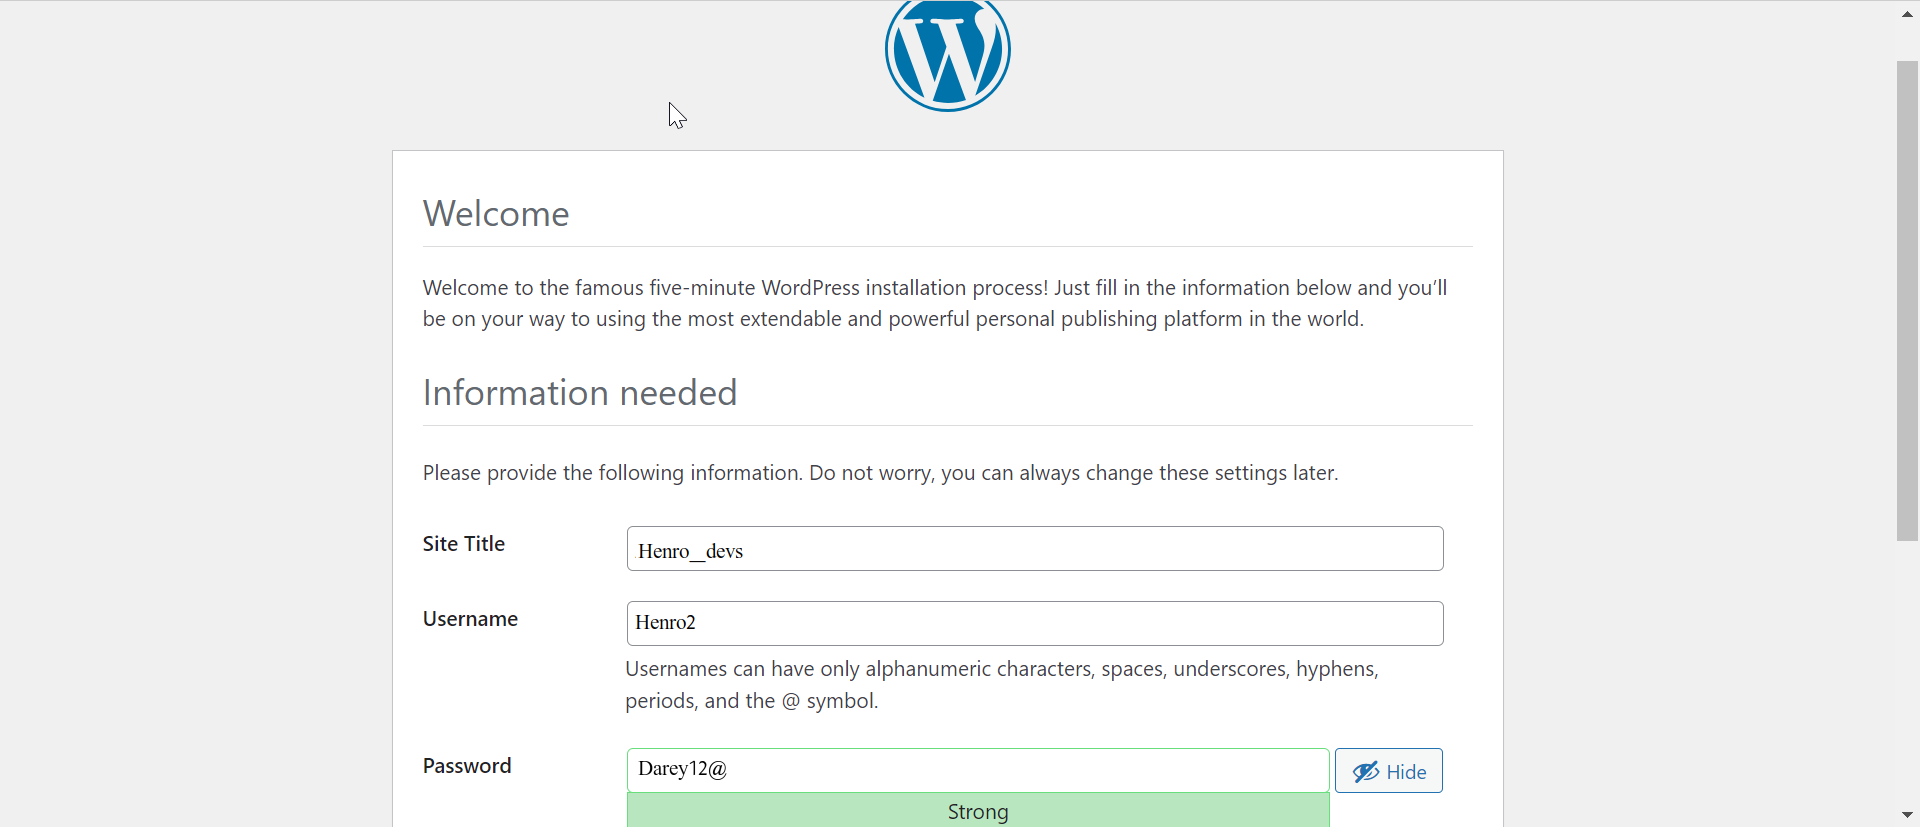 Welcome
Welcome to the famous five-minute WordPress installation process! Just fill in the information below and you’ll
be on your way to using the most extendable and powerful personal publishing platform in the world.
Information needed
Please provide the following information. Do not worry, you can always change these settings later.
Site Title
Henro__devs
Username
Henro2
Usernames can have only alphanumeric characters, spaces, underscores, hyphens,
periods, and the @ symbol.
Password
Darey12@
Hide
Strong